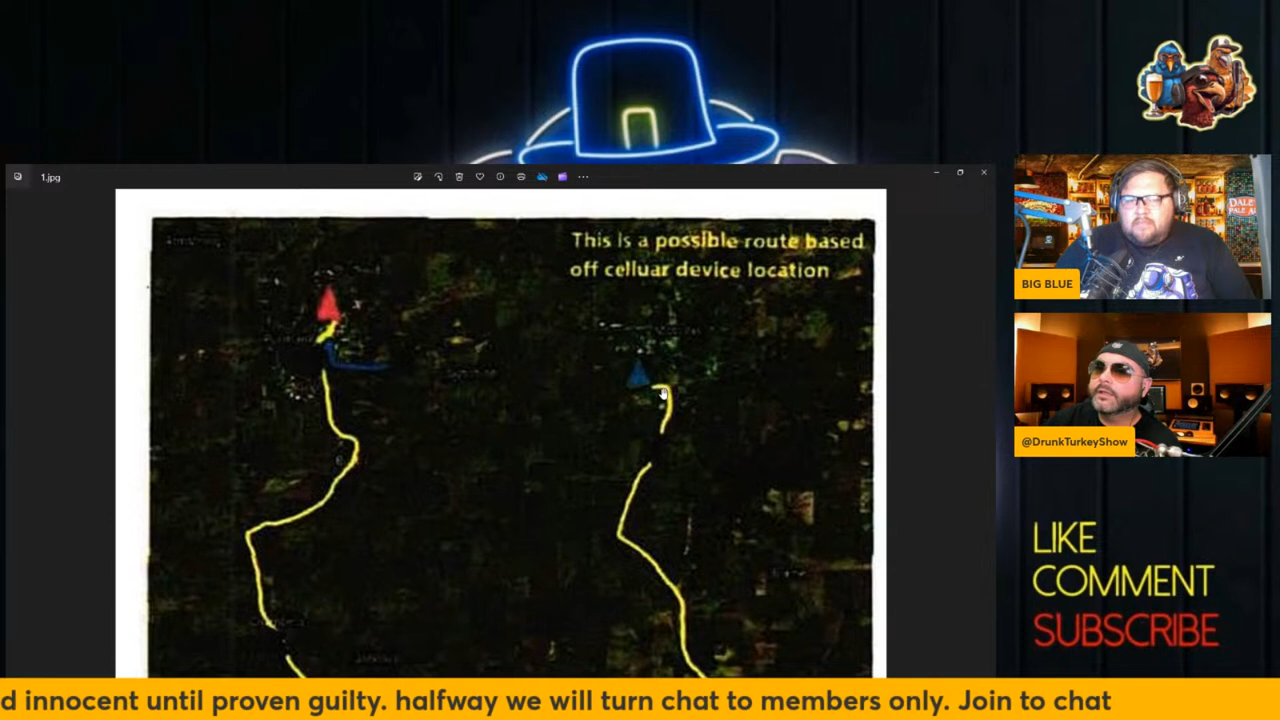 1.jpg
This is a possible route based
off celluar device location
BIG BLUE
@DrunkTurkeyShow
LIKE
COMMENT
SUBSCRIBE
d innocent until proven guilty. halfway we will turn chat to members only. Join to chat